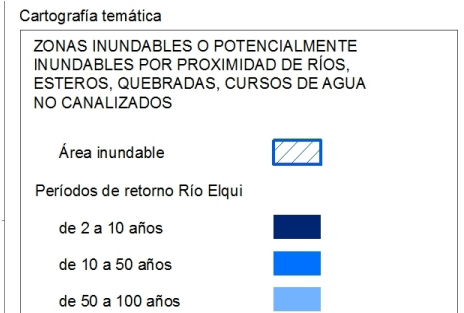 Cartografía temática
ZONAS INUNDABLES O POTENCIALMENTE
INUNDABLES POR PROXIMIDAD DE RÍOS,
ESTEROS, QUEBRADAS, CURSOS DE AGUA
NO CANALIZADOS
Área inundable
Períodos de retorno Río Elqui
de 2 a 10 años
de 10 a 50 años
de 50 a 100 años